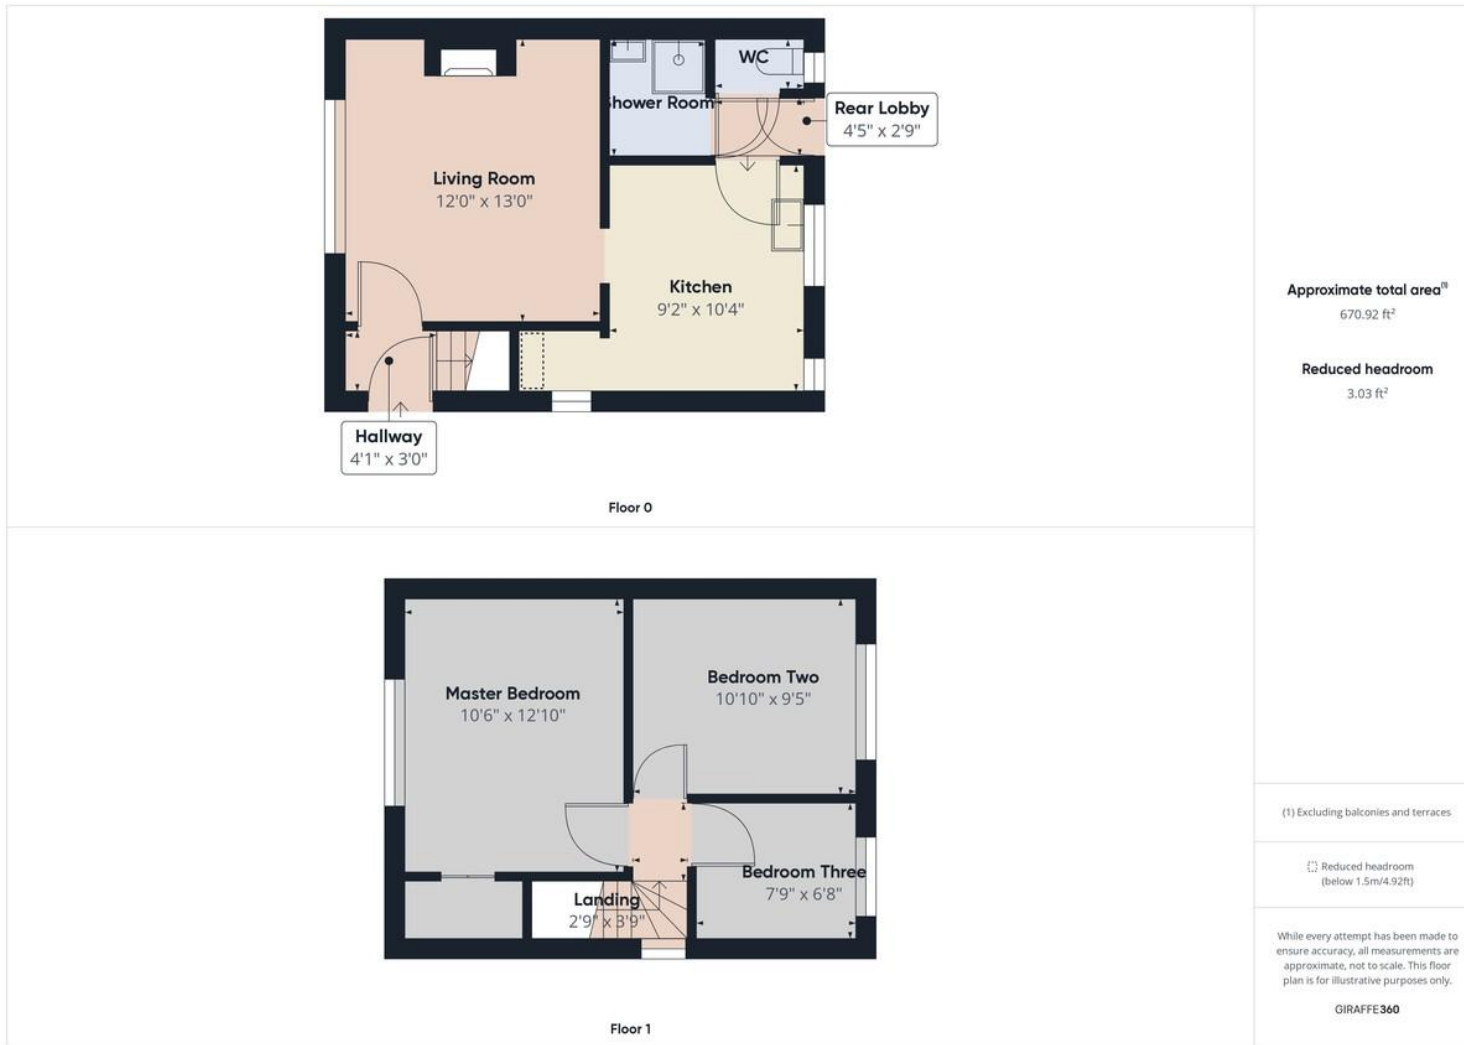 WC
Shower Room
Rear Lobby
4'5" x 2'9"
Living Room
12'0" x 13'0"
Kitchen
9'2" x 10'4"
Hallway
4'1" x 3'0"
Floor 0
Master Bedroom
10'6" x 12'10"
Bedroom Two
10'10" x 9'5"
Bedroom Three
7'9" x 6'8"
Landing
2'9" x 3'9"
Floor 1
Approximate total area(1)
670.92 ft²
Reduced headroom
3.03 ft²
(1) Excluding balconies and terraces
Reduced headroom
(below 1.5m/4.92ft)
While every attempt has been made to
ensure accuracy, all measurements are
approximate, not to scale. This floor
plan is for illustrative purposes only.
GIRAFFE360